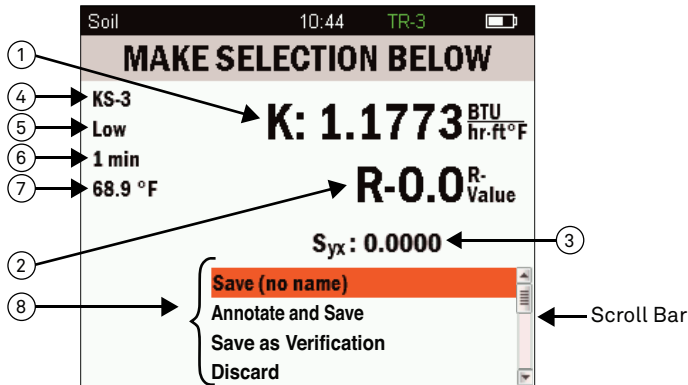 Soil 10:44 TR-3
MAKE SELECTION BELOW
1
4 KS-3
K: 1.1773 BTU
hr·ft°F
5 Low
6 1 min
7 68.9 °F
R-0.0 R-
Value
2
Syx: 0.0000 3
8
Save (no name)
Annotate and Save
Save as Verification
Discard
Scroll Bar